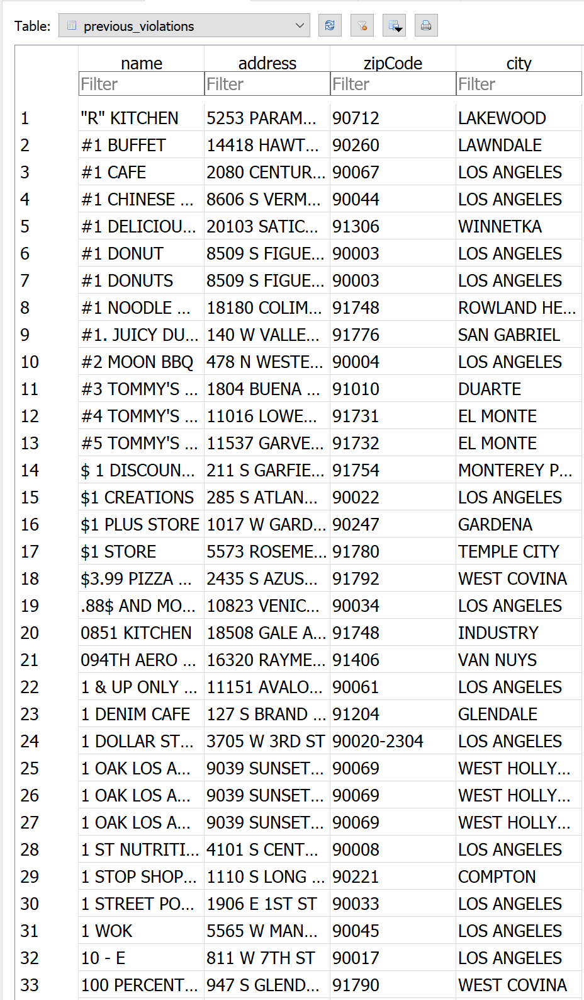 Table: previous_violations
name address zipCode city
Filter Filter Filter Filter
1 "R" KITCHEN 5253 PARAM... 90712 LAKEWOOD
2 #1 BUFFET 14418 HAWT... 90260 LAWNDALE
3 #1 CAFE 2080 CENTUR... 90067 LOS ANGELES
4 #1 CHINESE ... 8606 S VERM... 90044 LOS ANGELES
5 #1 DELICIOU... 20103 SATIC... 91306 WINNETKA
6 #1 DONUT 8509 S FIGUE... 90003 LOS ANGELES
7 #1 DONUTS 8509 S FIGUE... 90003 LOS ANGELES
8 #1 NOODLE ... 18180 COLIM... 91748 ROWLAND HE...
9 #1. JUICY DU... 140 W VALLE... 91776 SAN GABRIEL
10 #2 MOON BBQ 478 N WESTE... 90004 LOS ANGELES
11 #3 TOMMY'S ... 1804 BUENA ... 91010 DUARTE
12 #4 TOMMY'S ... 11016 LOWE... 91731 EL MONTE
13 #5 TOMMY'S ... 11537 GARVE... 91732 EL MONTE
14 $ 1 DISCOUN... 211 S GARFIE... 91754 MONTEREY P...
15 $1 CREATIONS 285 S ATLAN... 90022 LOS ANGELES
16 $1 PLUS STORE 1017 W GARD... 90247 GARDENA
17 $1 STORE 5573 ROSEME... 91780 TEMPLE CITY
18 $3.99 PIZZA ... 2435 S AZUS... 91792 WEST COVINA
19 .88$ AND MO... 10823 VENIC... 90034 LOS ANGELES
20 0851 KITCHEN 18508 GALE A... 91748 INDUSTRY
21 094TH AERO ... 16320 RAYME... 91406 VAN NUYS
22 1 & UP ONLY ... 11151 AVALO... 90061 LOS ANGELES
23 1 DENIM CAFE 127 S BRAND ... 91204 GLENDALE
24 1 DOLLAR ST... 3705 W 3RD ST 90020-2304 LOS ANGELES
25 1 OAK LOS A... 9039 SUNSET... 90069 WEST HOLLY...
26 1 OAK LOS A... 9039 SUNSET... 90069 WEST HOLLY...
27 1 OAK LOS A... 9039 SUNSET... 90069 WEST HOLLY...
28 1 ST NUTRITI... 4101 S CENT... 90008 LOS ANGELES
29 1 STOP SHOP... 1110 S LONG ... 90221 COMPTON
30 1 STREET PO... 1906 E 1ST ST 90033 LOS ANGELES
31 1 WOK 5565 W MAN... 90045 LOS ANGELES
32 10 - E 811 W 7TH ST 90017 LOS ANGELES
33 100 PERCENT... 947 S GLEND... 91790 WEST COVINA